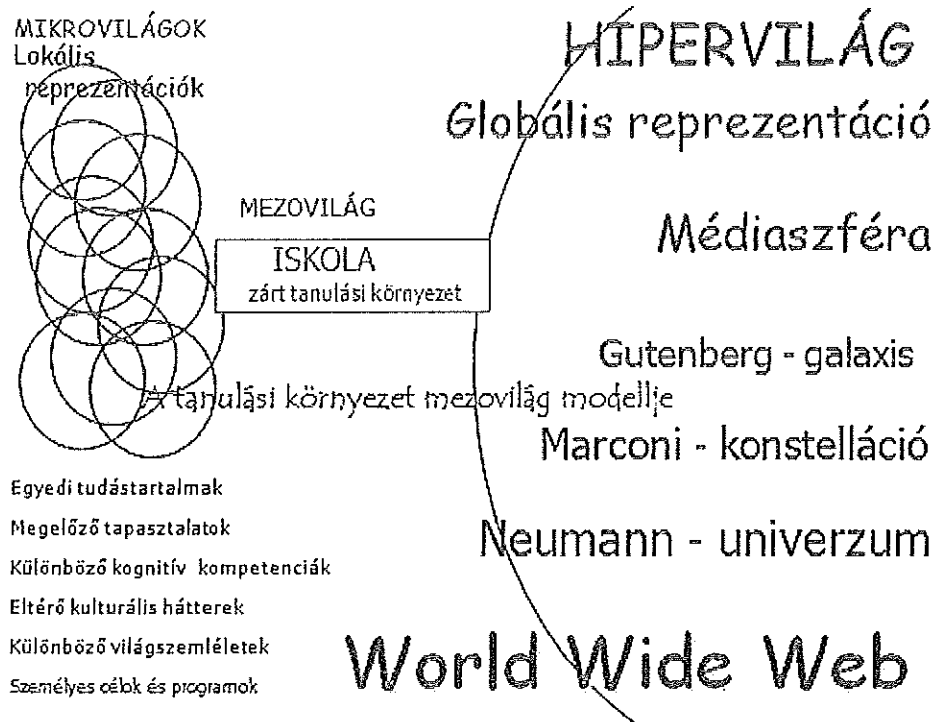 MIKROVILÁGOK
Lokális
reprezentációk
MEZOVILÁG
ISKOLA
zárt tanulási környezet
A tanulási környezet mezovilág modellje
Egyedi tudástartalmak
Megelőző tapasztalatok
Különböző kognitív kompetenciák
Eltérő kulturális hátterek
Különböző világszemléletek
Személyes célok és programok
HÍPERVILÁG
Globális reprezentáció
Médiaszféra
Gutenberg - galaxis
Marconi - konstelláció
Neumann - univerzum
World Wide Web